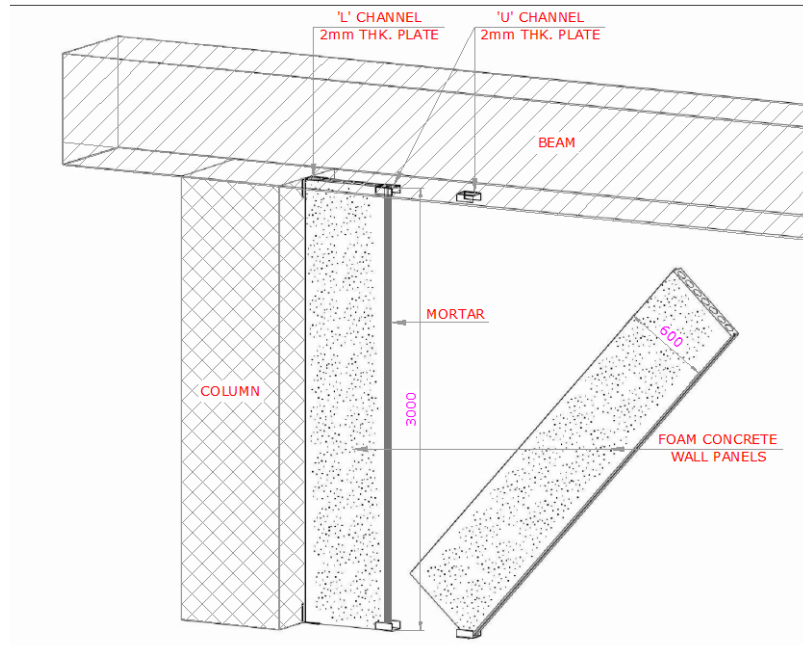 'L' CHANNEL
2mm THK. PLATE
'U' CHANNEL
2mm THK. PLATE
BEAM
MORTAR
600
COLUMN
3000
FOAM CONCRETE
WALL PANELS